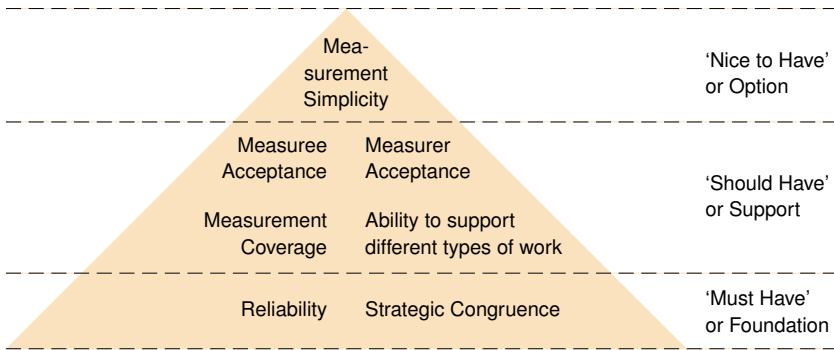 Mea-
surement
Simplicity
‘Nice to Have’
or Option
Measuree
Acceptance
Measurer
Acceptance
Measurement
Coverage
Ability to support
different types of work
‘Should Have’
or Support
Reliability
Strategic Congruence
‘Must Have’
or Foundation